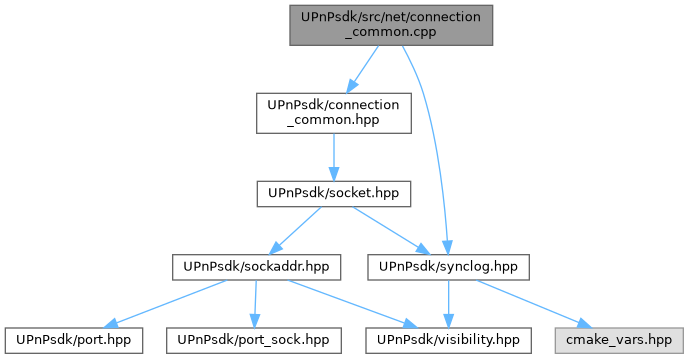 UPnPsdk/src/net/connection
_common.cpp
UPnPsdk/connection
_common.hpp
UPnPsdk/socket.hpp
UPnPsdk/sockaddr.hpp
UPnPsdk/synclog.hpp
UPnPsdk/port.hpp
UPnPsdk/port_sock.hpp
UPnPsdk/visibility.hpp
cmake_vars.hpp